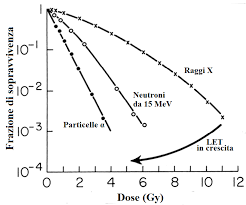 Frazione di sopravvivenza
1
10⁻¹
10⁻²
10⁻³
10⁻⁴
Raggi X
Neutroni
da 15 MeV
Particelle α
LET
in crescita
0 2 4 6 8 10 12
Dose (Gy)